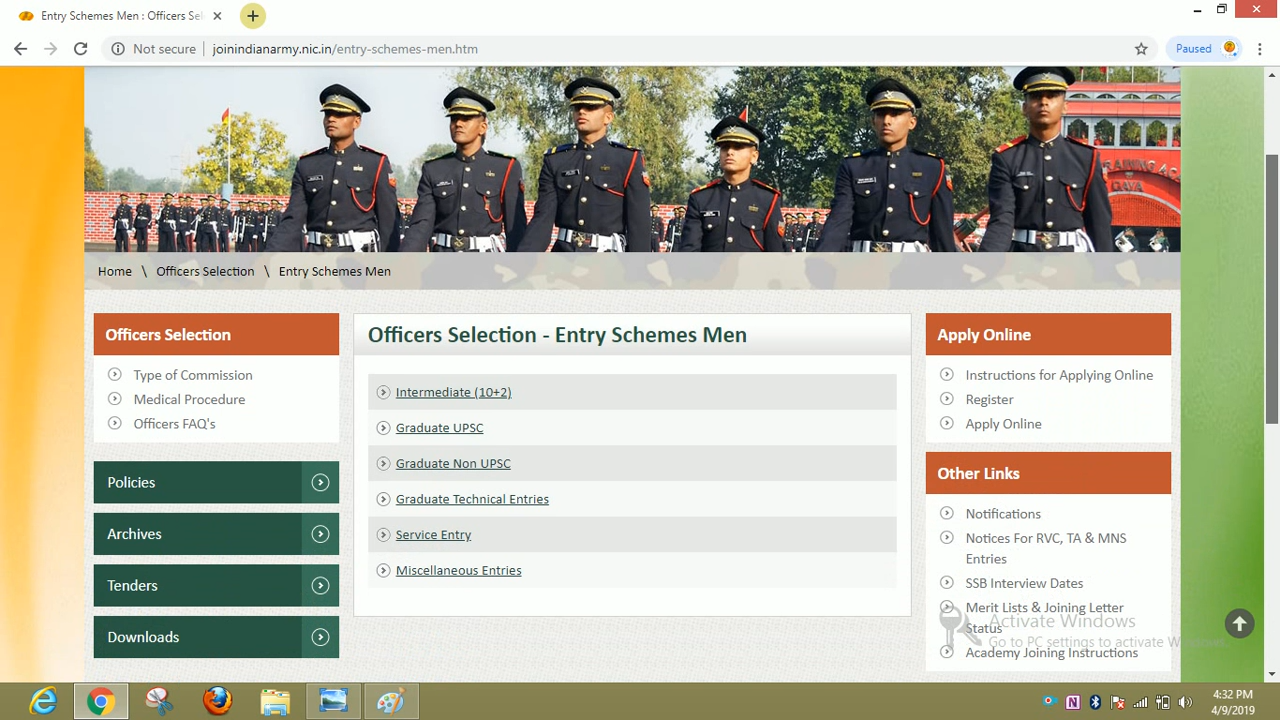 Entry Schemes Men : Officers Se
Not secure
joinindianarmy.nic.in/entry-schemes-men.htm
Paused
GAYA
Home \ Officers Selection \ Entry Schemes Men
Officers Selection
Type of Commission
Medical Procedure
Officers FAQ's
Policies
Archives
Tenders
Downloads
Officers Selection - Entry Schemes Men
Intermediate (10+2)
Graduate UPSC
Graduate Non UPSC
Graduate Technical Entries
Service Entry
Miscellaneous Entries
Apply Online
Instructions for Applying Online
Register
Apply Online
Other Links
Notifications
Notices For RVC, TA & MNS
Entries
SSB Interview Dates
Merit Lists & Joining Letter
Status
Academy Joining Instructions
Activate Windows
Go to PC settings to activate Windows.
4:32 PM
4/9/2019